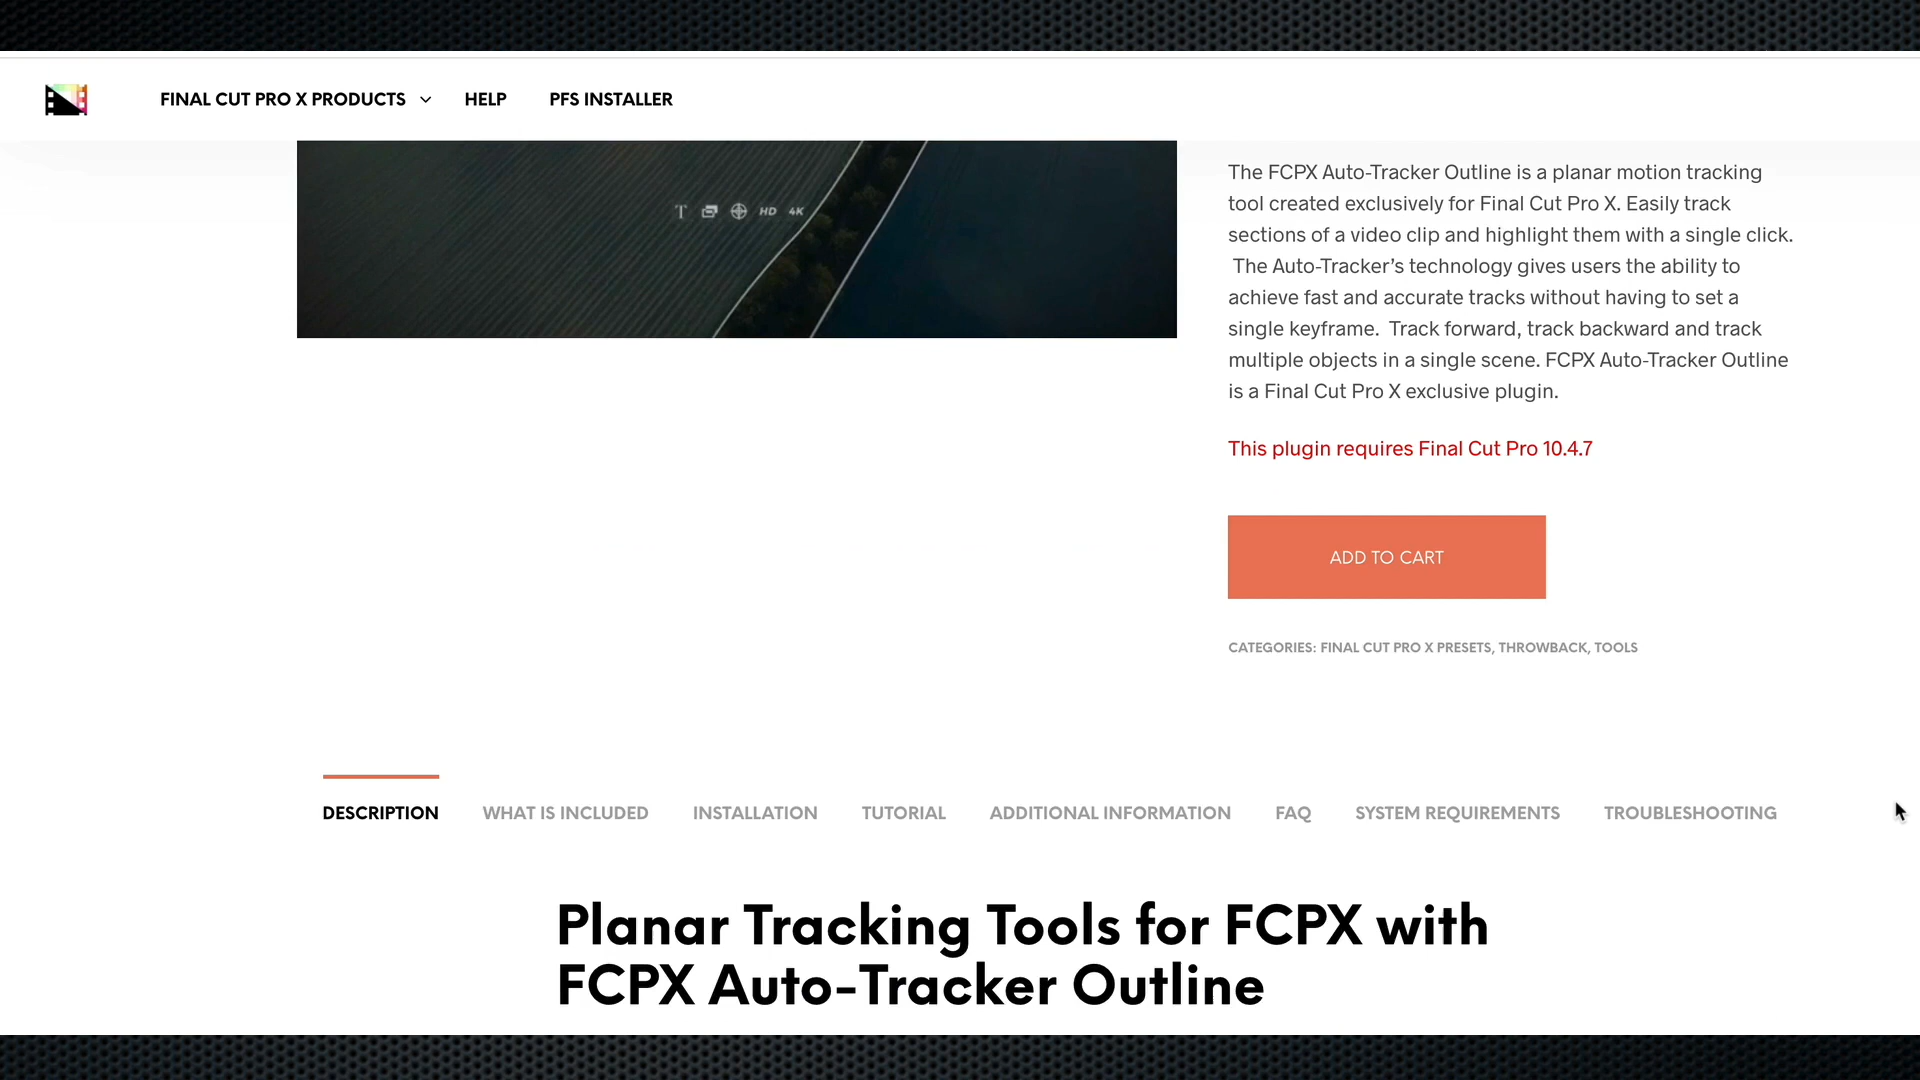 FINAL CUT PRO X PRODUCTS HELP PFS INSTALLER
T HD 4K
The FCPX Auto-Tracker Outline is a planar motion tracking
tool created exclusively for Final Cut Pro X. Easily track
sections of a video clip and highlight them with a single click.
The Auto-Tracker’s technology gives users the ability to
achieve fast and accurate tracks without having to set a
single keyframe.  Track forward, track backward and track
multiple objects in a single scene. FCPX Auto-Tracker Outline
is a Final Cut Pro X exclusive plugin.
This plugin requires Final Cut Pro 10.4.7
ADD TO CART
CATEGORIES: FINAL CUT PRO X PRESETS, THROWBACK, TOOLS
DESCRIPTION WHAT IS INCLUDED INSTALLATION TUTORIAL ADDITIONAL INFORMATION FAQ SYSTEM REQUIREMENTS TROUBLESHOOTING
Planar Tracking Tools for FCPX with
FCPX Auto-Tracker Outline